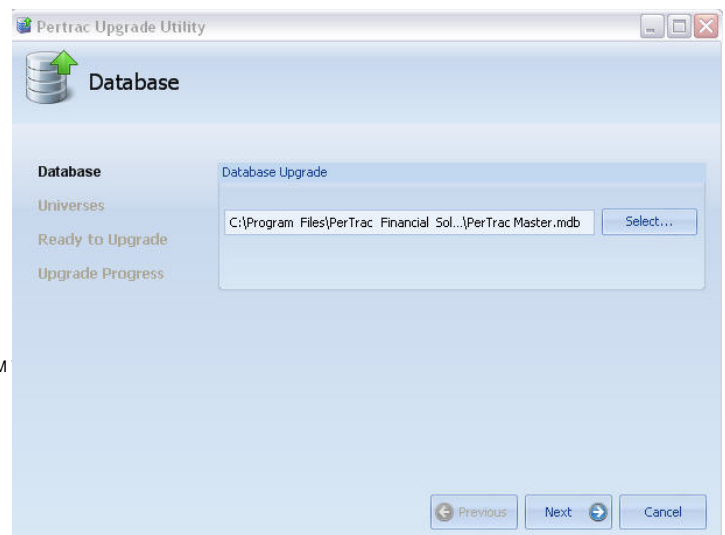 Pertrac Upgrade Utility
Database
Database
Universes
Ready to Upgrade
Upgrade Progress
Database Upgrade
C:\Program Files\PerTrac Financial Sol...\PerTrac Master.mdb
Select...
M
Previous
Next
Cancel